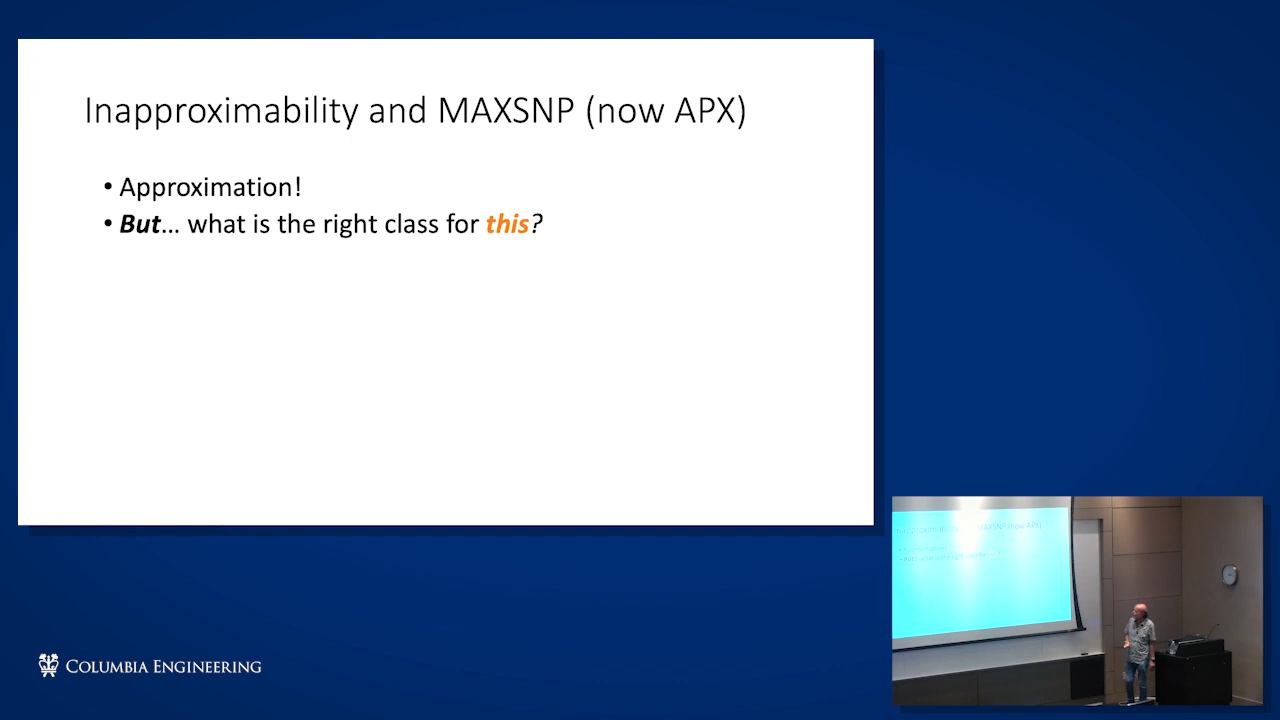 Inapproximability and MAXSNP (now APX)
• Approximation!
• But... what is the right class for this?
COLUMBIA ENGINEERING